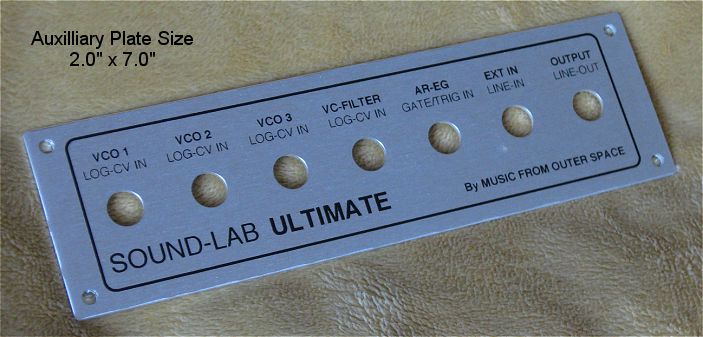 Auxilliary Plate Size
2.0" x 7.0"
VCO 1
LOG-CV IN
VCO 2
LOG-CV IN
VCO 3
LOG-CV IN
VC-FILTER
LOG-CV IN
AR-EG
GATE/TRIG IN
EXT IN
LINE-IN
OUTPUT
LINE-OUT
SOUND-LAB ULTIMATE
By MUSIC FROM OUTER SPACE